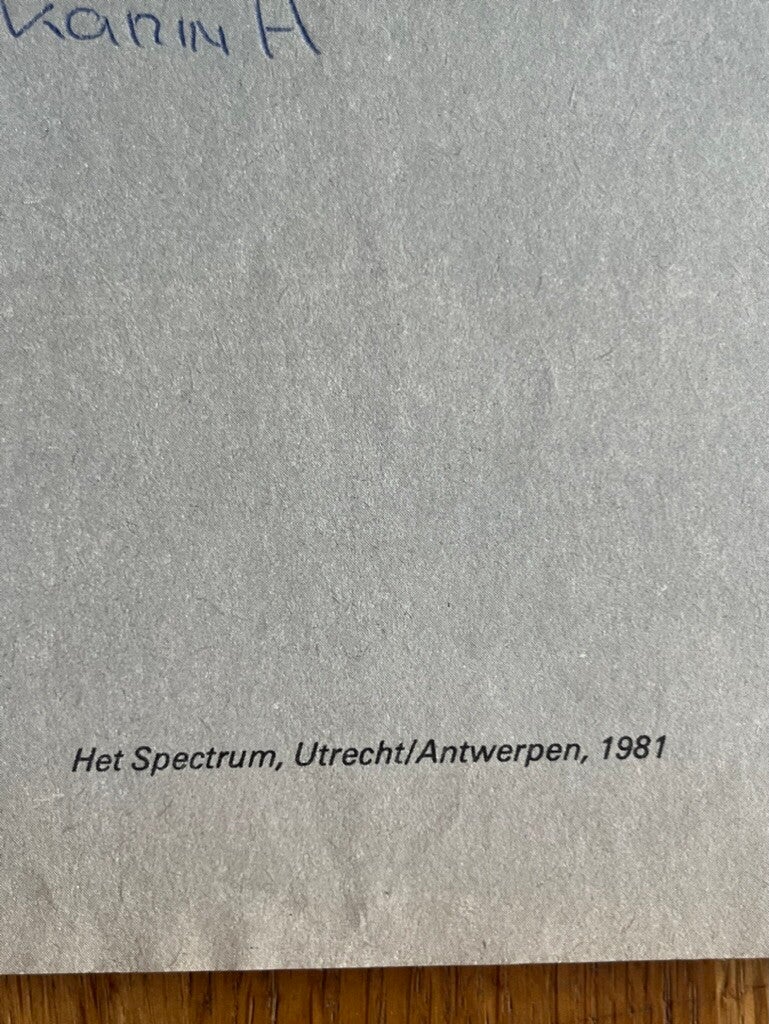 Karin H
Het Spectrum, Utrecht/Antwerpen, 1981